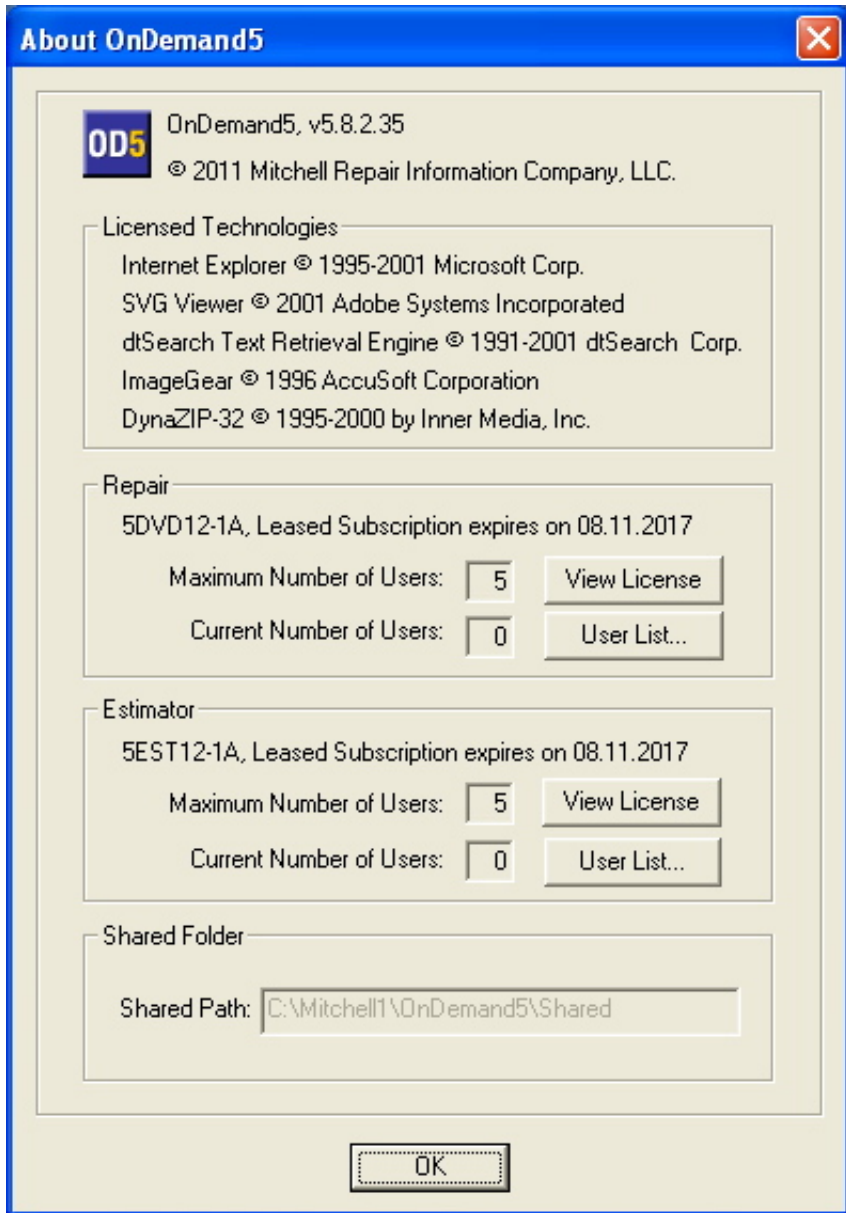 About OnDemand5
OD5
OnDemand5, v5.8.2.35
© 2011 Mitchell Repair Information Company, LLC.
Licensed Technologies
Internet Explorer © 1995-2001 Microsoft Corp.
SVG Viewer © 2001 Adobe Systems Incorporated
dtSearch Text Retrieval Engine © 1991-2001 dtSearch  Corp.
ImageGear © 1996 AccuSoft Corporation
DynaZIP-32 © 1995-2000 by Inner Media, Inc.
Repair
5DVD12-1A, Leased Subscription expires on 08.11.2017
Maximum Number of Users: 5 View License
Current Number of Users: 0 User List...
Estimator
5EST12-1A, Leased Subscription expires on 08.11.2017
Maximum Number of Users: 5 View License
Current Number of Users: 0 User List...
Shared Folder
Shared Path: C:\Mitchell1\OnDemand5\Shared
OK